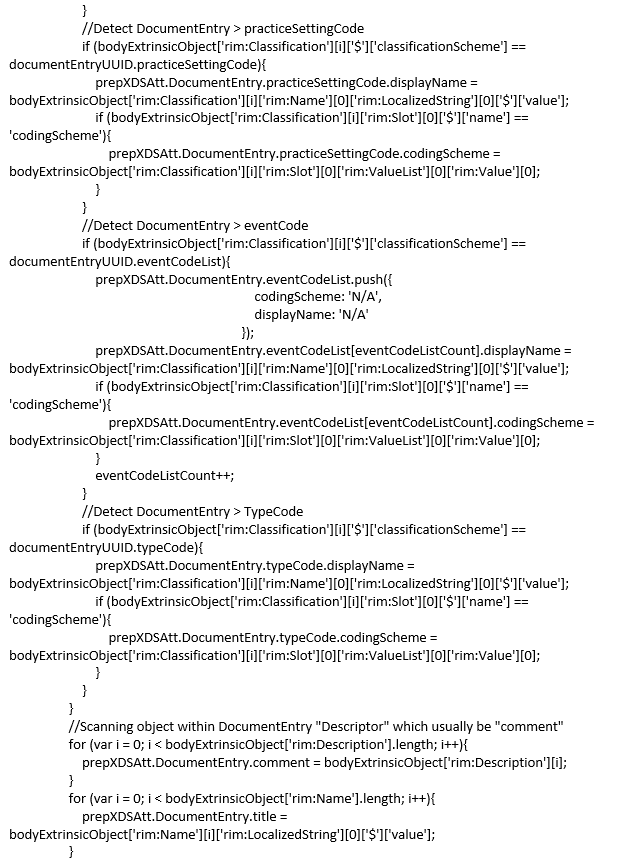 }
//Detect DocumentEntry > practiceSettingCode
if (bodyExtrinsicObject['rim:Classification'][i]['$']['classificationScheme'] ==
documentEntryUUID.practiceSettingCode){
prepXDSAtt.DocumentEntry.practiceSettingCode.displayName =
bodyExtrinsicObject['rim:Classification'][i]['rim:Name'][0]['rim:LocalizedString'][0]['$']['value'];
if (bodyExtrinsicObject['rim:Classification'][i]['rim:Slot'][0]['$']['name'] ==
'codingScheme'){
prepXDSAtt.DocumentEntry.practiceSettingCode.codingScheme =
bodyExtrinsicObject['rim:Classification'][i]['rim:Slot'][0]['rim:ValueList'][0]['rim:Value'][0];
}
}
//Detect DocumentEntry > eventCode
if (bodyExtrinsicObject['rim:Classification'][i]['$']['classificationScheme'] ==
documentEntryUUID.eventCodeList){
prepXDSAtt.DocumentEntry.eventCodeList.push({
codingScheme: 'N/A',
displayName: 'N/A'
});
prepXDSAtt.DocumentEntry.eventCodeList[eventCodeListCount].displayName =
bodyExtrinsicObject['rim:Classification'][i]['rim:Name'][0]['rim:LocalizedString'][0]['$']['value'];
if (bodyExtrinsicObject['rim:Classification'][i]['rim:Slot'][0]['$']['name'] ==
'codingScheme'){
prepXDSAtt.DocumentEntry.eventCodeList[eventCodeListCount].codingScheme =
bodyExtrinsicObject['rim:Classification'][i]['rim:Slot'][0]['rim:ValueList'][0]['rim:Value'][0];
}
eventCodeListCount++;
}
//Detect DocumentEntry > TypeCode
if (bodyExtrinsicObject['rim:Classification'][i]['$']['classificationScheme'] ==
documentEntryUUID.typeCode){
prepXDSAtt.DocumentEntry.typeCode.displayName =
bodyExtrinsicObject['rim:Classification'][i]['rim:Name'][0]['rim:LocalizedString'][0]['$']['value'];
if (bodyExtrinsicObject['rim:Classification'][i]['rim:Slot'][0]['$']['name'] ==
'codingScheme'){
prepXDSAtt.DocumentEntry.typeCode.codingScheme =
bodyExtrinsicObject['rim:Classification'][i]['rim:Slot'][0]['rim:ValueList'][0]['rim:Value'][0];
}
}
}
//Scanning object within DocumentEntry "Descriptor" which usually be "comment"
for (var i = 0; i < bodyExtrinsicObject['rim:Description'].length; i++){
prepXDSAtt.DocumentEntry.comment = bodyExtrinsicObject['rim:Description'][i];
}
for (var i = 0; i < bodyExtrinsicObject['rim:Name'].length; i++){
prepXDSAtt.DocumentEntry.title =
bodyExtrinsicObject['rim:Name'][i]['rim:LocalizedString'][0]['$']['value'];
}